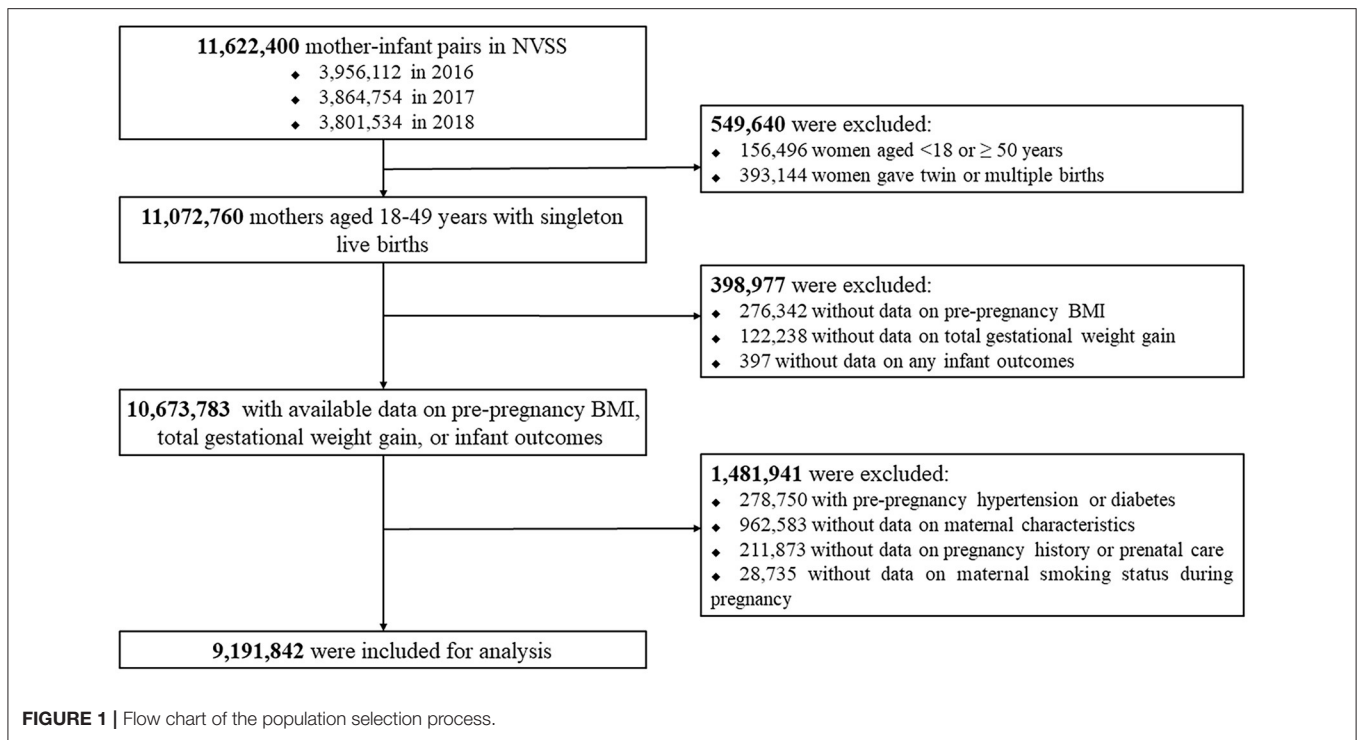 11,622,400 mother-infant pairs in NVSS
◆ 3,956,112 in 2016
◆ 3,864,754 in 2017
◆ 3,801,534 in 2018
549,640 were excluded:
◆ 156,496 women aged <18 or ≥ 50 years
◆ 393,144 women gave twin or multiple births
11,072,760 mothers aged 18-49 years with singleton
live births
398,977 were excluded:
◆ 276,342 without data on pre-pregnancy BMI
◆ 122,238 without data on total gestational weight gain
◆ 397 without data on any infant outcomes
10,673,783 with available data on pre-pregnancy BMI,
total gestational weight gain, or infant outcomes
1,481,941 were excluded:
◆ 278,750 with pre-pregnancy hypertension or diabetes
◆ 962,583 without data on maternal characteristics
◆ 211,873 without data on pregnancy history or prenatal care
◆ 28,735 without data on maternal smoking status during
pregnancy
9,191,842 were included for analysis
FIGURE 1 | Flow chart of the population selection process.